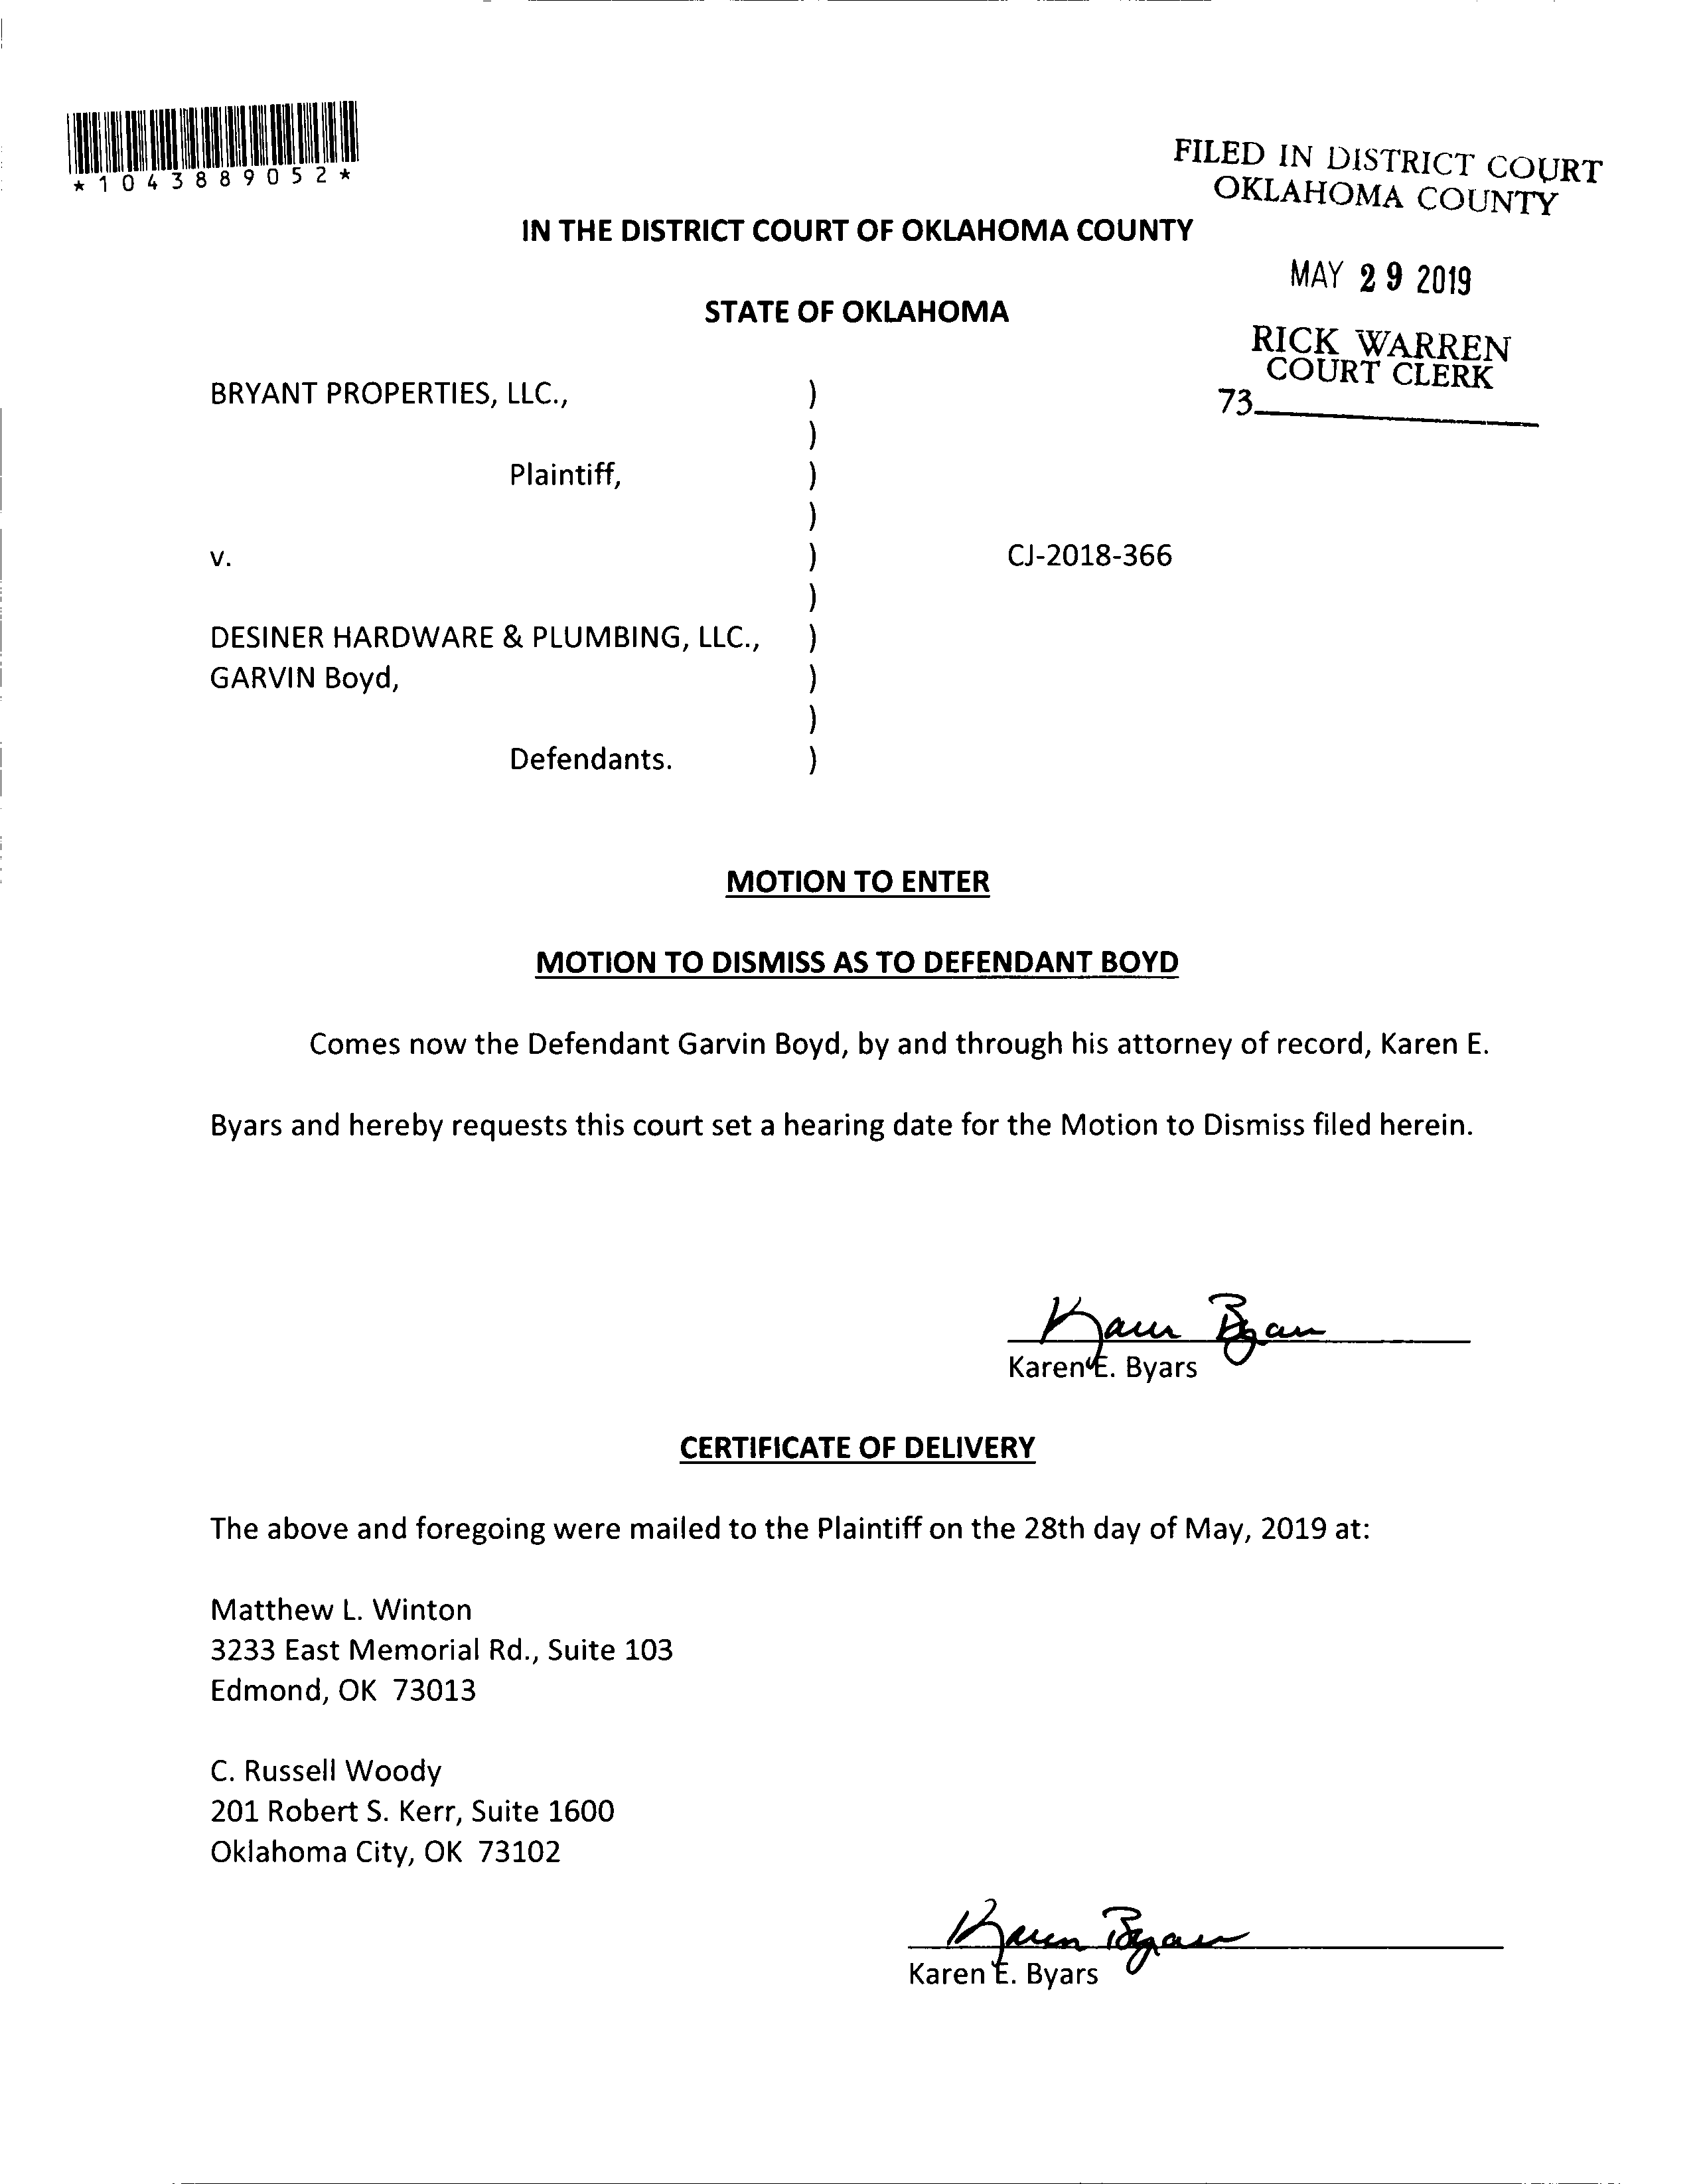 *1043889052*
FILED IN DISTRICT COURT
OKLAHOMA COUNTY
IN THE DISTRICT COURT OF OKLAHOMA COUNTY
MAY 29 2019
STATE OF OKLAHOMA
RICK WARREN
COURT CLERK
73
BRYANT PROPERTIES, LLC., )
)
Plaintiff, )
)
v. ) CJ-2018-366
)
DESINER HARDWARE & PLUMBING, LLC., )
GARVIN Boyd, )
)
Defendants. )
MOTION TO ENTER
MOTION TO DISMISS AS TO DEFENDANT BOYD
Comes now the Defendant Garvin Boyd, by and through his attorney of record, Karen E.
Byars and hereby requests this court set a hearing date for the Motion to Dismiss filed herein.
Karen Byars
Karen E. Byars
CERTIFICATE OF DELIVERY
The above and foregoing were mailed to the Plaintiff on the 28th day of May, 2019 at:
Matthew L. Winton
3233 East Memorial Rd., Suite 103
Edmond, OK 73013
C. Russell Woody
201 Robert S. Kerr, Suite 1600
Oklahoma City, OK 73102
Karen Byars
Karen E. Byars